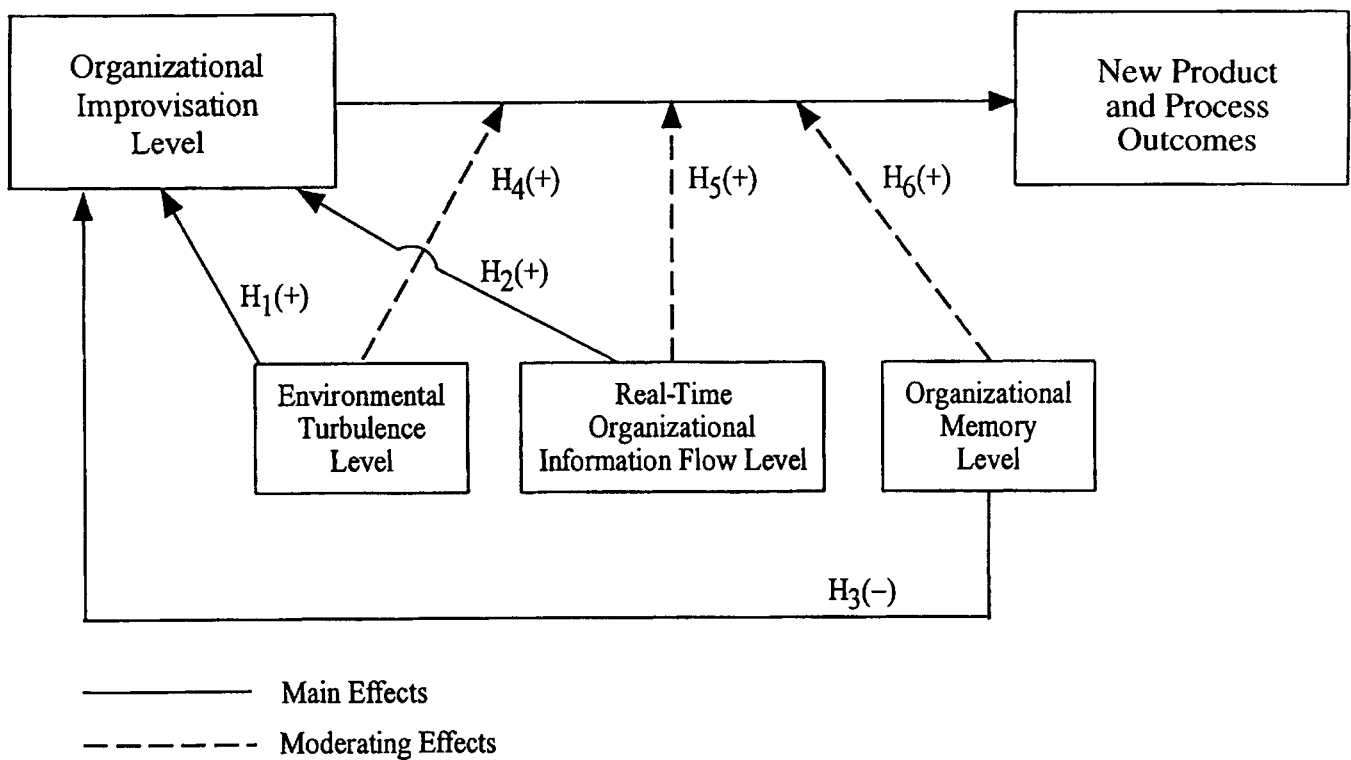 Organizational
Improvisation
Level
New Product
and Process
Outcomes
H4(+)
H5(+)
H6(+)
H2(+)
H1(+)
Environmental
Turbulence
Level
Real-Time
Organizational
Information Flow Level
Organizational
Memory
Level
H3(–)
Main Effects
Moderating Effects